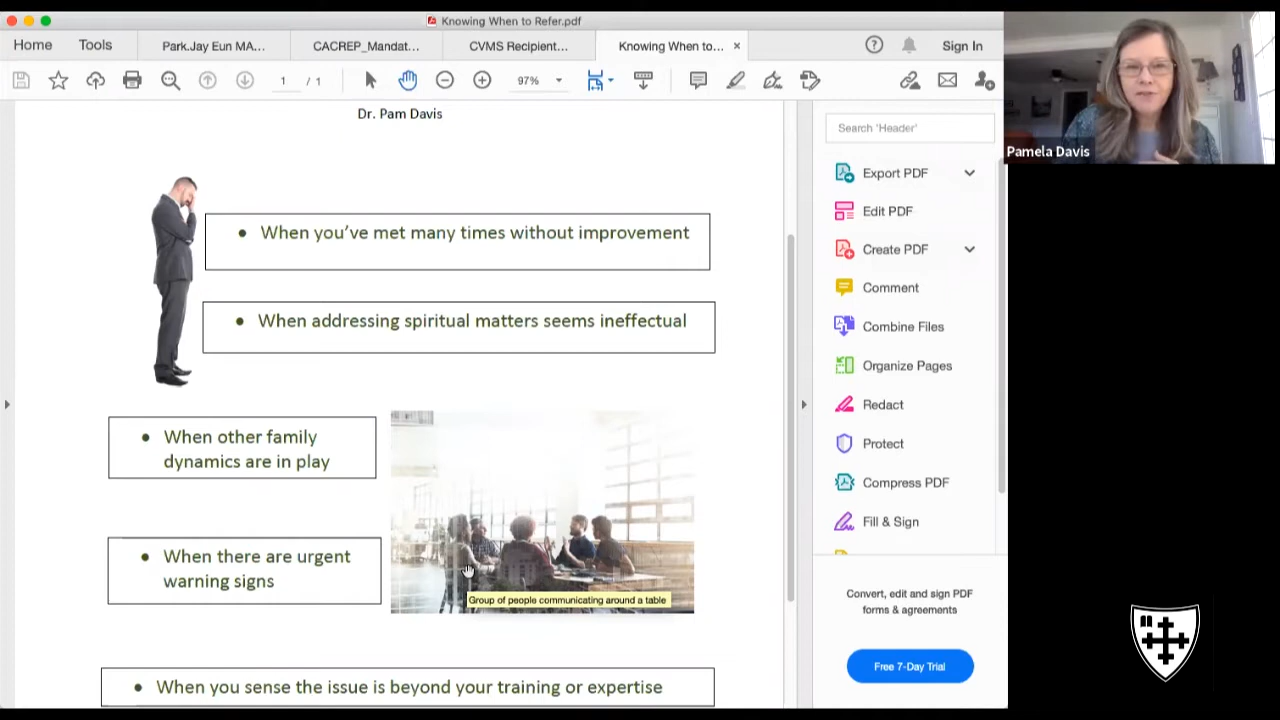 Knowing When to Refer.pdf
Home
Tools
Park.Jay Eun MA...
CACREP_Mandat...
CVMS Recipient...
Knowing When to... ×
Sign In
1 / 1
97%
Dr. Pam Davis
• When you've met many times without improvement
• When addressing spiritual matters seems ineffectual
• When other family
dynamics are in play
• When there are urgent
warning signs
Group of people communicating around a table
• When you sense the issue is beyond your training or expertise
Search 'Header'
Export PDF
Edit PDF
Create PDF
Comment
Combine Files
Organize Pages
Redact
Protect
Compress PDF
Fill & Sign
Convert, edit and sign PDF
forms & agreements
Free 7-Day Trial
Pamela Davis